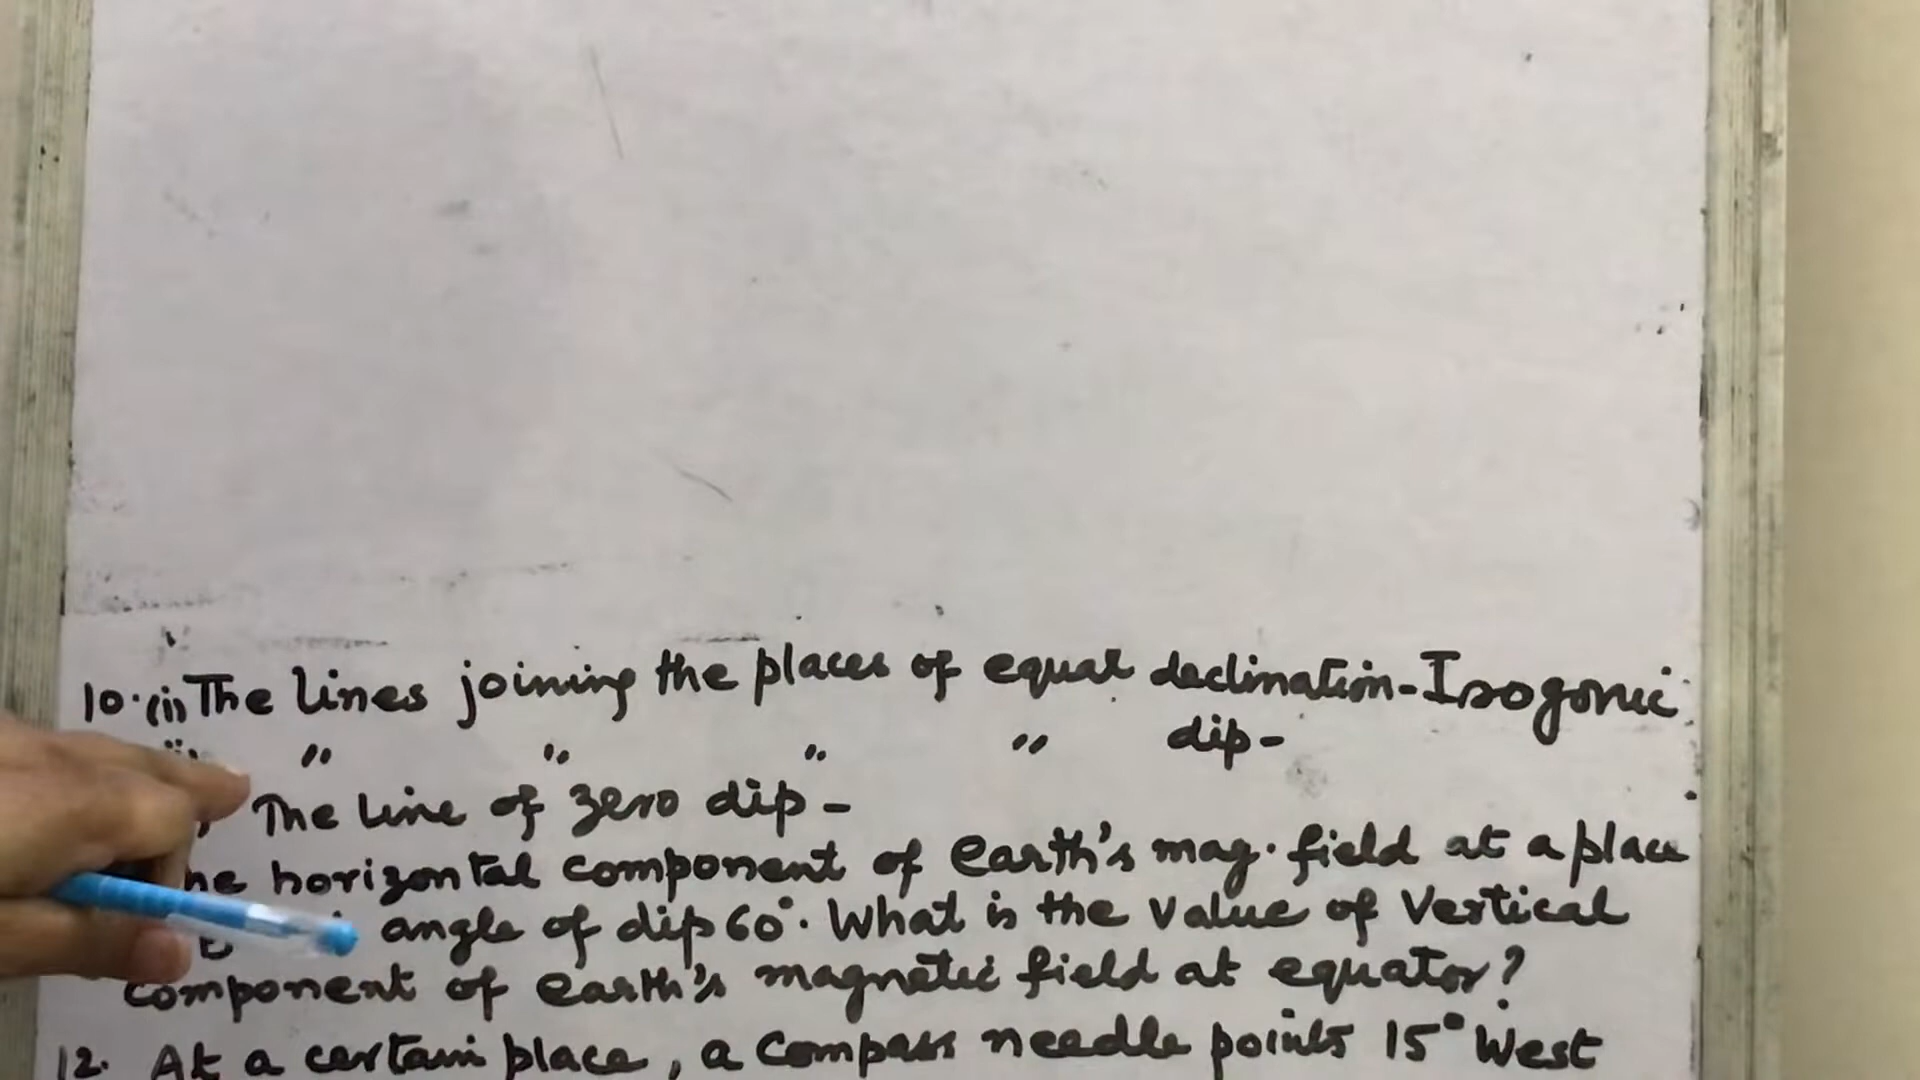 10. (i) The lines joining the places of equal declination - Isogonic
(ii) " " " " dip -
The line of zero dip -
he horizontal component of earth's mag. field at a place
angle of dip 60°. What is the value of Vertical
component of earth's magnetic field at equator?
12. At a certain place, a compass needle points 15° West